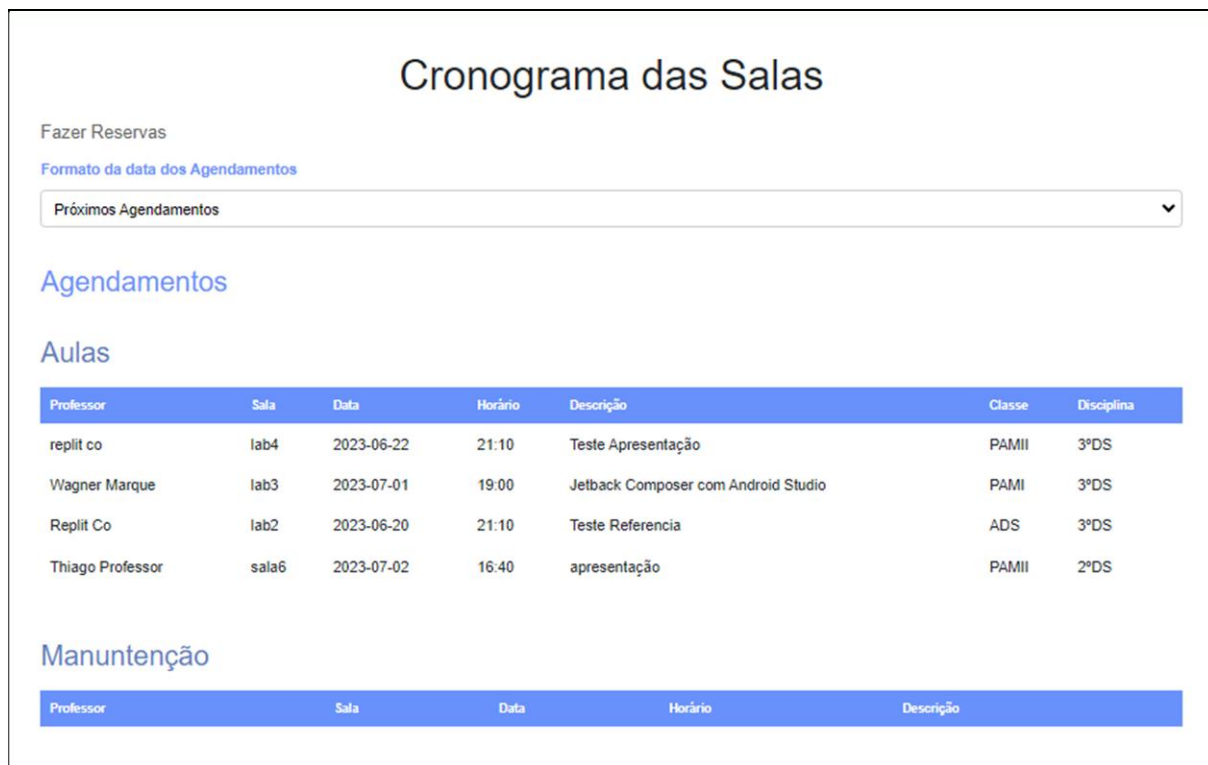 Cronograma das Salas
Fazer Reservas
Formato da data dos Agendamentos
Próximos Agendamentos
Agendamentos
Aulas
Professor Sala Data Horário Descrição Classe Disciplina
replit co lab4 2023-06-22 21:10 Teste Apresentação PAMII 3ºDS
Wagner Marque lab3 2023-07-01 19:00 Jetback Composer com Android Studio PAMI 3ºDS
Replit Co lab2 2023-06-20 21:10 Teste Referencia ADS 3ºDS
Thiago Professor sala6 2023-07-02 16:40 apresentação PAMII 2ºDS
Manuntenção
Professor Sala Data Horário Descrição